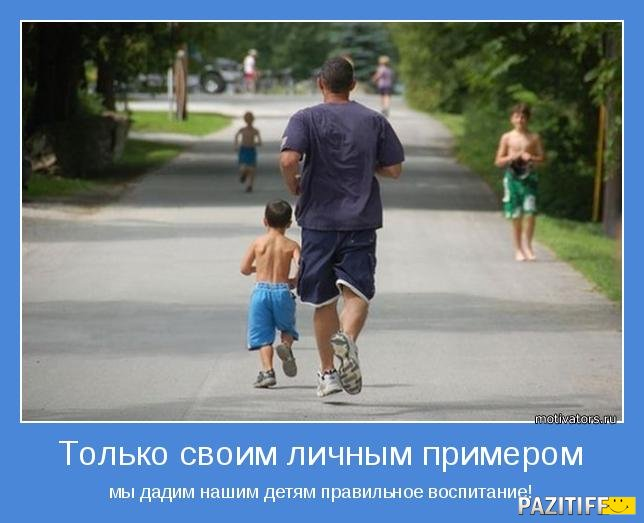 motivators.ru
Только своим личным примером
мы дадим нашим детям правильное воспитание!
PAZITIFF